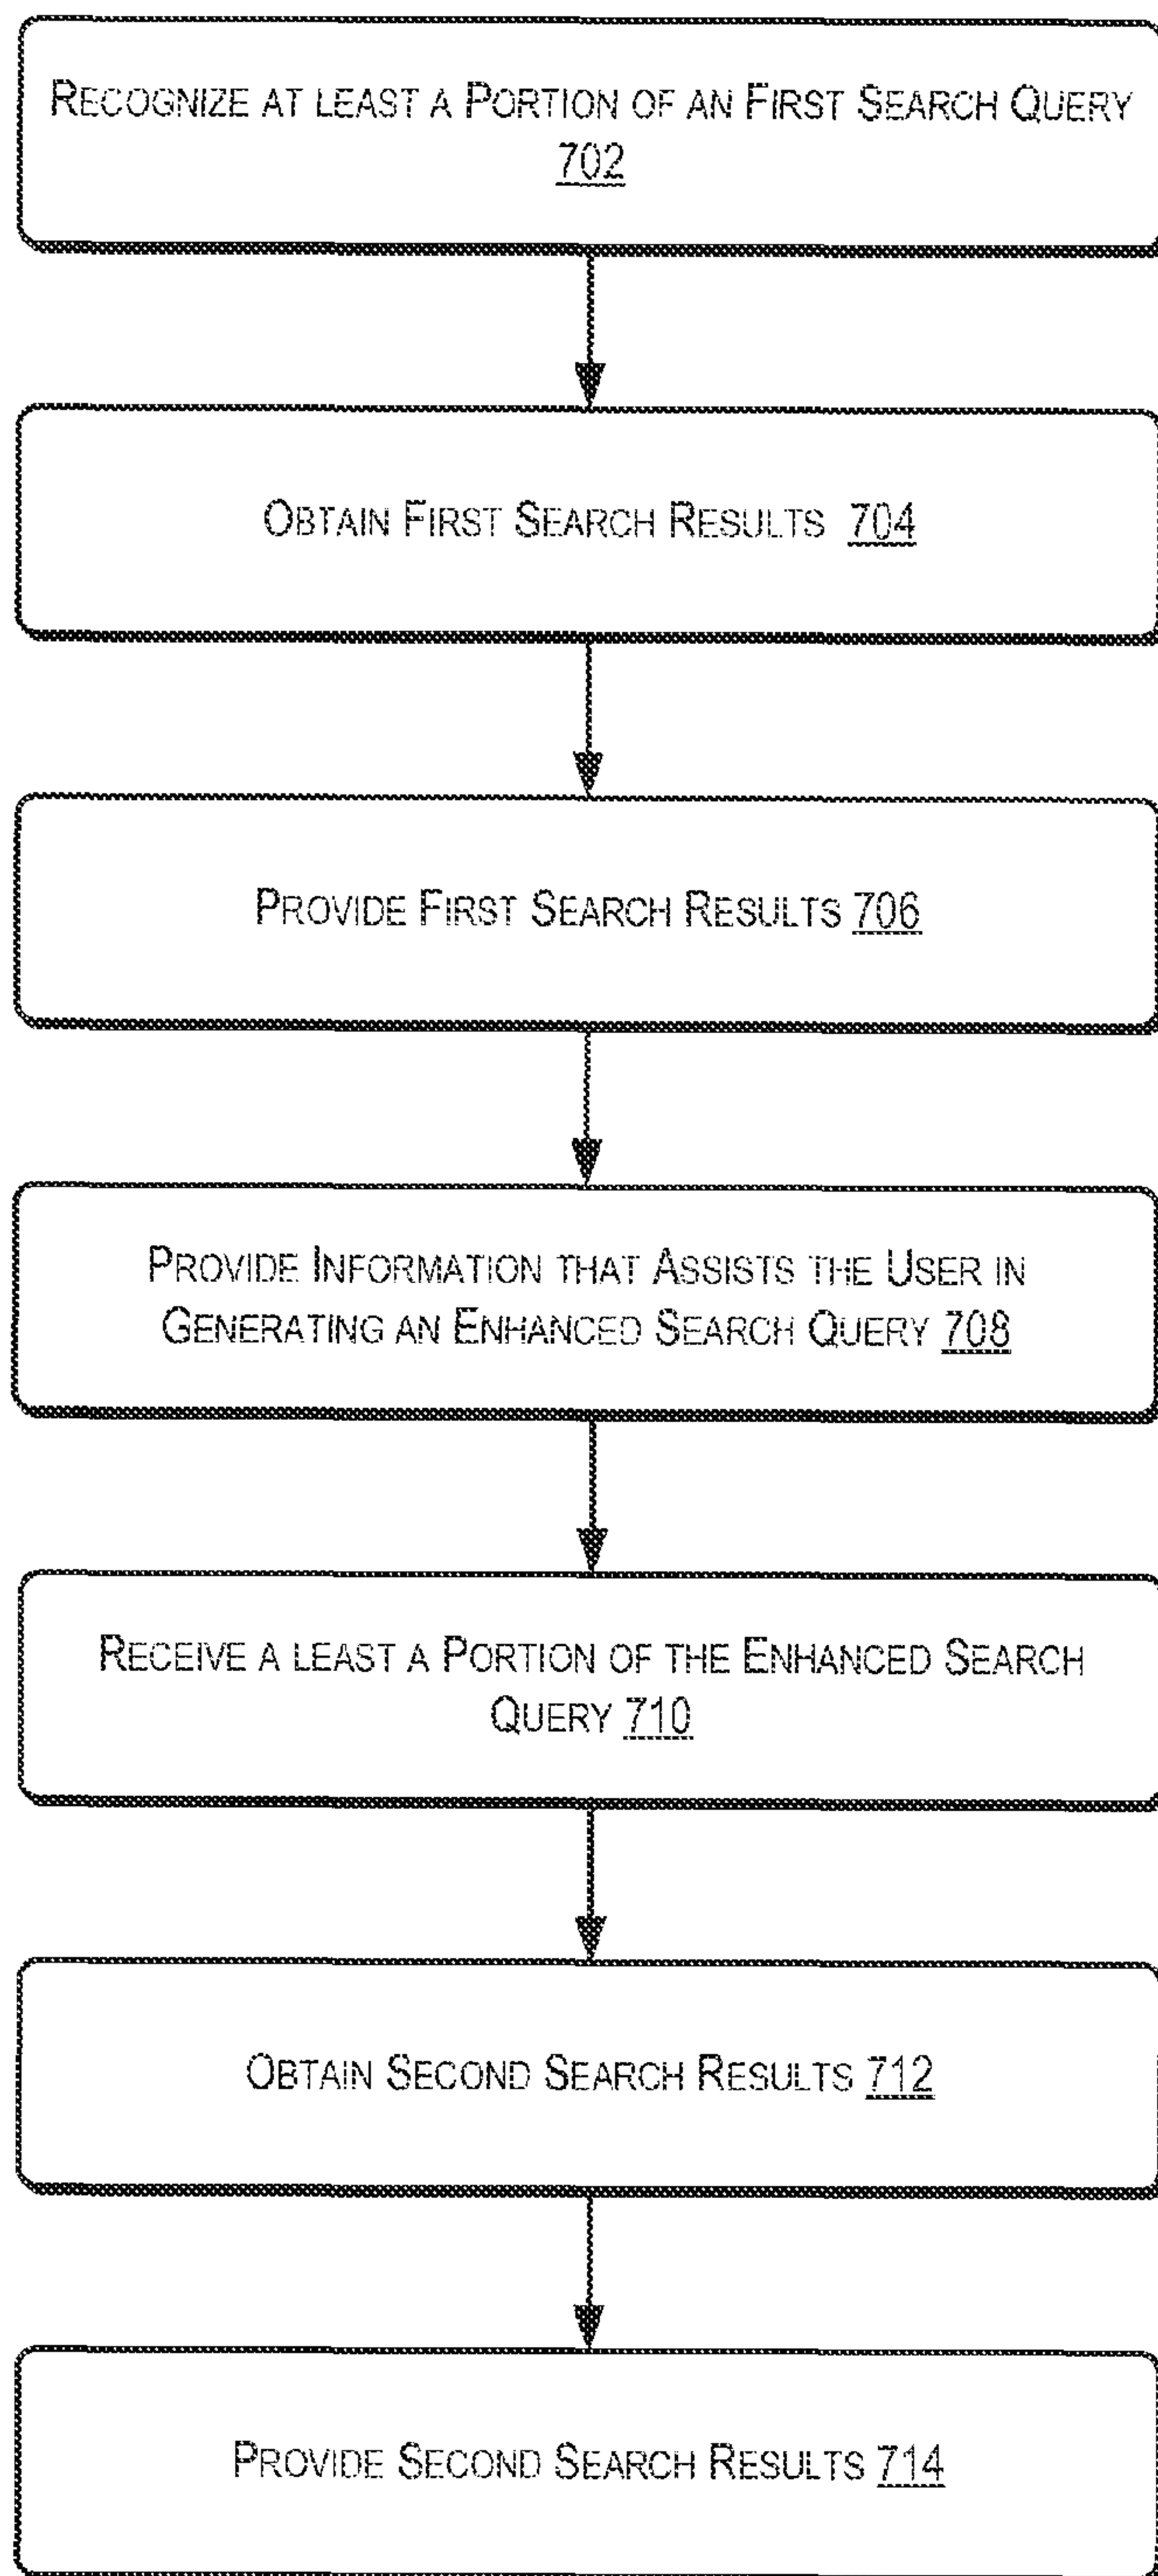 RECOGNIZE AT LEAST A PORTION OF AN FIRST SEARCH QUERY
702
OBTAIN FIRST SEARCH RESULTS 704
PROVIDE FIRST SEARCH RESULTS 706
PROVIDE INFORMATION THAT ASSISTS THE USER IN
GENERATING AN ENHANCED SEARCH QUERY 708
RECEIVE A LEAST A PORTION OF THE ENHANCED SEARCH
QUERY 710
OBTAIN SECOND SEARCH RESULTS 712
PROVIDE SECOND SEARCH RESULTS 714